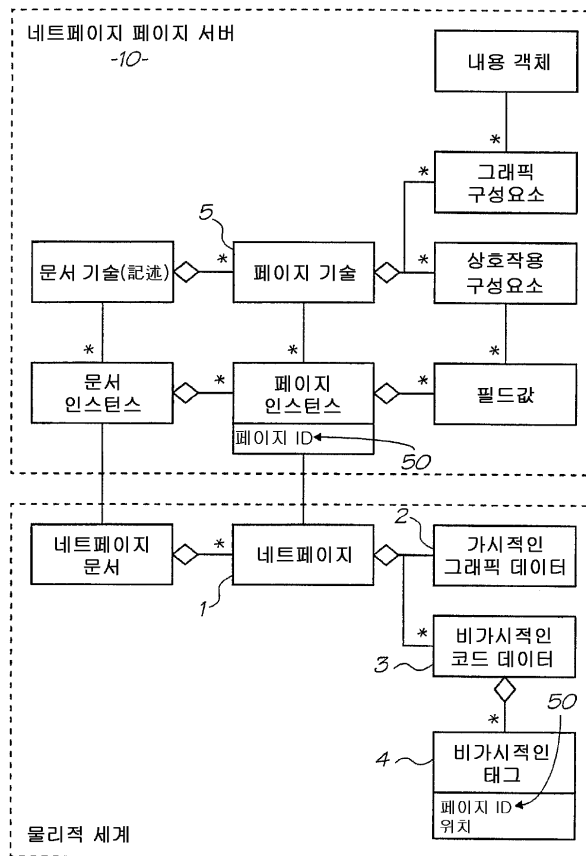 네트페이지 페이지 서버
-10-
내용 객체
*
*
그래픽
구성요소
5
문서 기술(記述)
*
페이지 기술
*
상호작용
구성요소
*
*
*
문서
인스턴스
*
페이지
인스턴스
*
필드값
페이지 ID
50
네트페이지
문서
*
네트페이지
1
2
가시적인
그래픽 데이터
*
비가시적인
코드 데이터
3
50
*
4
비가시적인
태그
페이지 ID
위치
물리적 세계